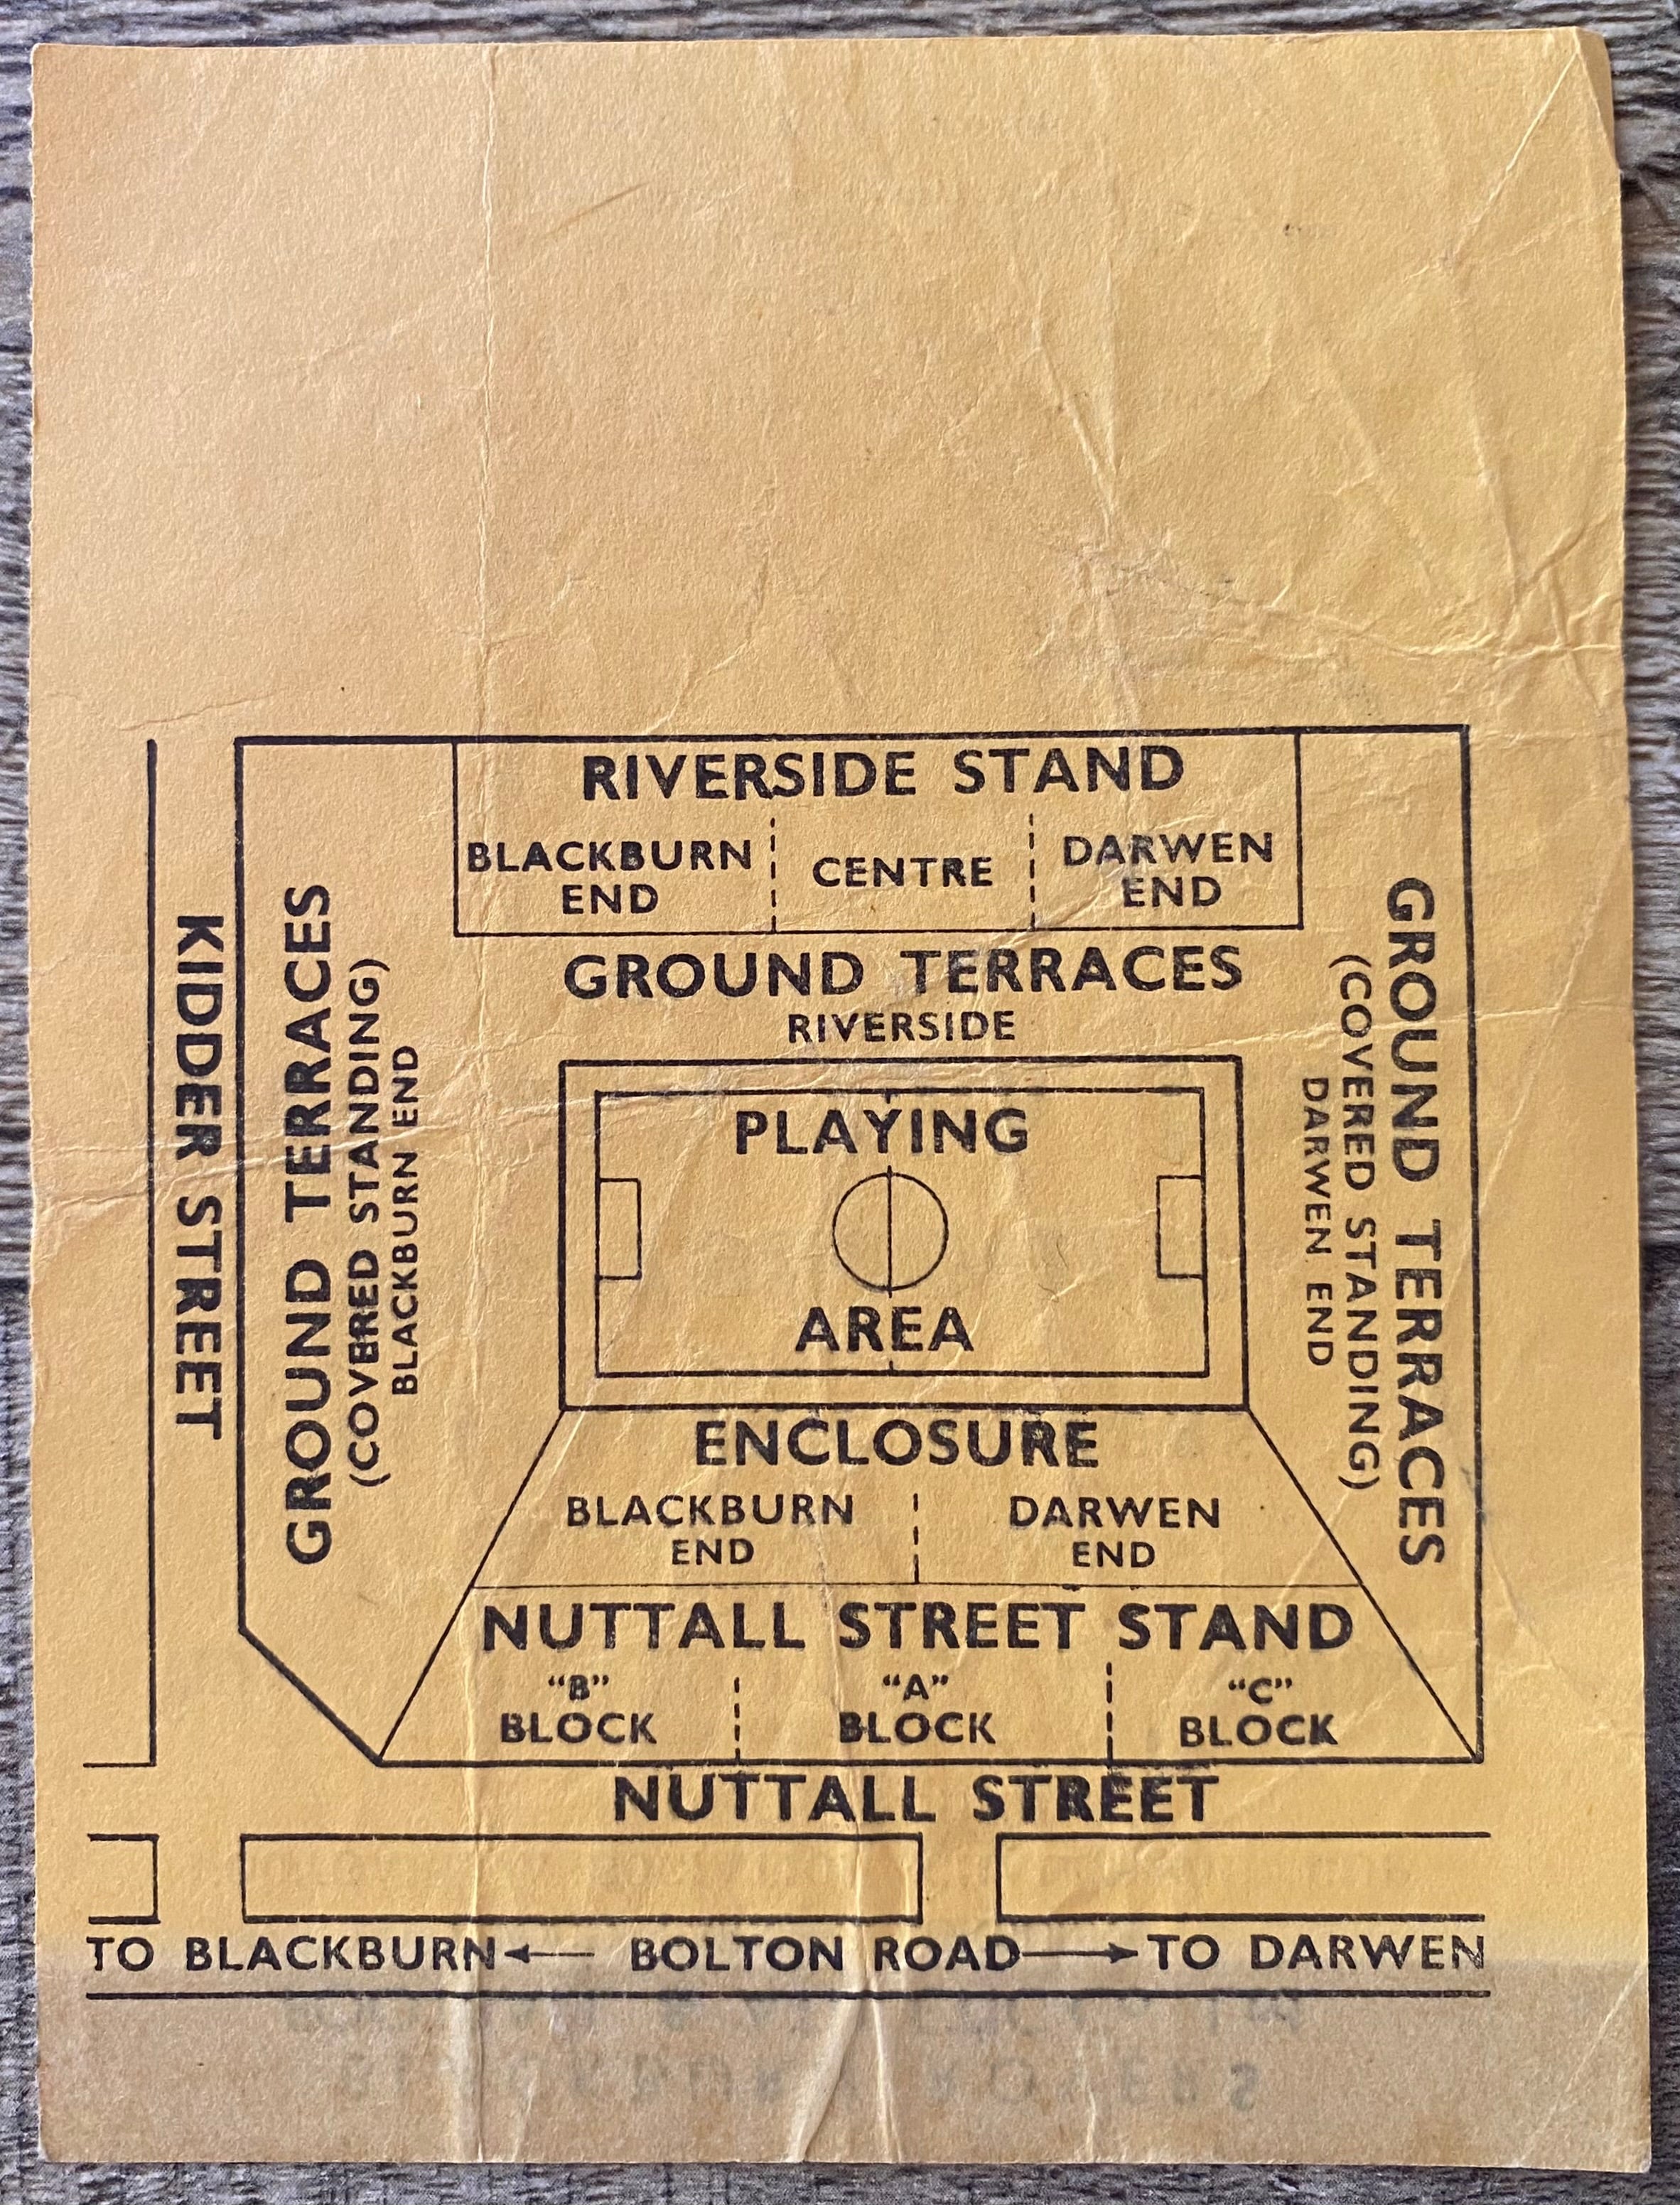 RIVERSIDE STAND
BLACKBURN END
CENTRE
DARWEN END
GROUND TERRACES
RIVERSIDE
KIDDER STREET
GROUND TERRACES
(COVERED STANDING)
BLACKBURN END
PLAYING
AREA
GROUND TERRACES
(COVERED STANDING)
DARWEN END
ENCLOSURE
BLACKBURN END
DARWEN END
NUTTALL STREET STAND
"B" BLOCK
"A" BLOCK
"C" BLOCK
NUTTALL STREET
TO BLACKBURN ← BOLTON ROAD → TO DARWEN